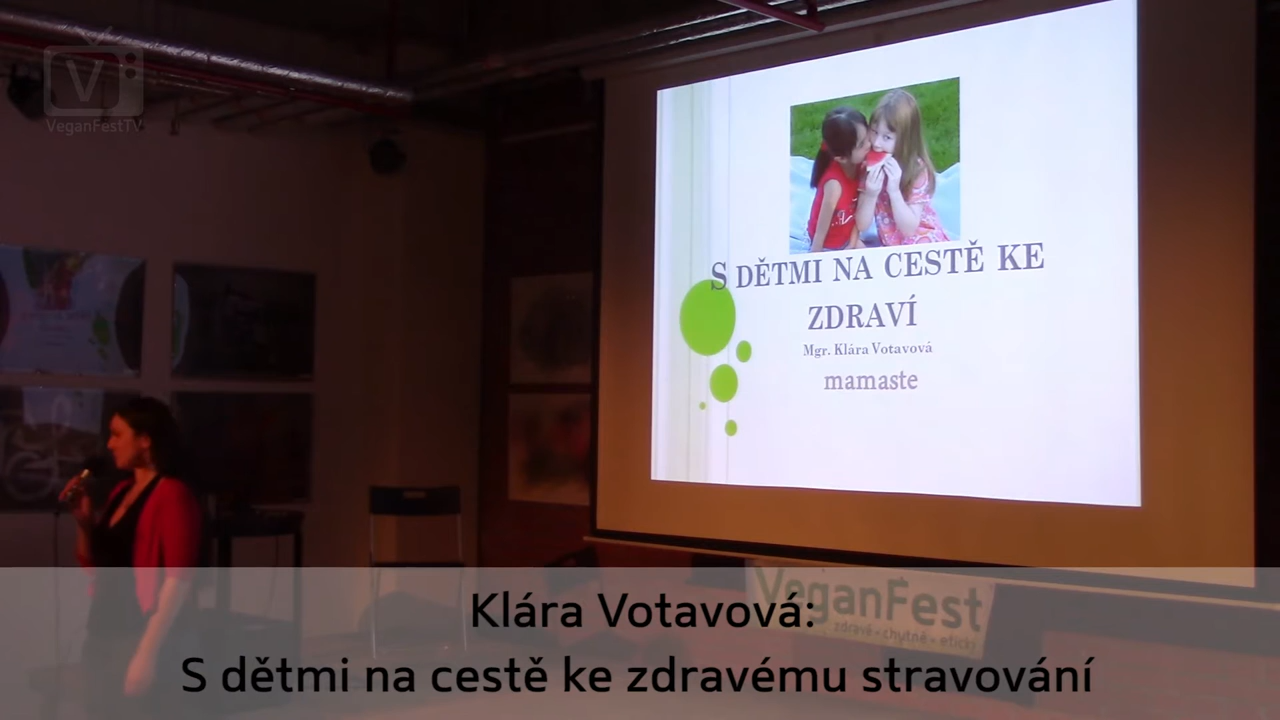 V
VeganFestTV
S DĚTMI NA CESTĚ KE
ZDRAVÍ
Mgr. Klára Votavová
mamaste
VeganFest
zdravě • chutně • eticky
Klára Votavová:
S dětmi na cestě ke zdravému stravování